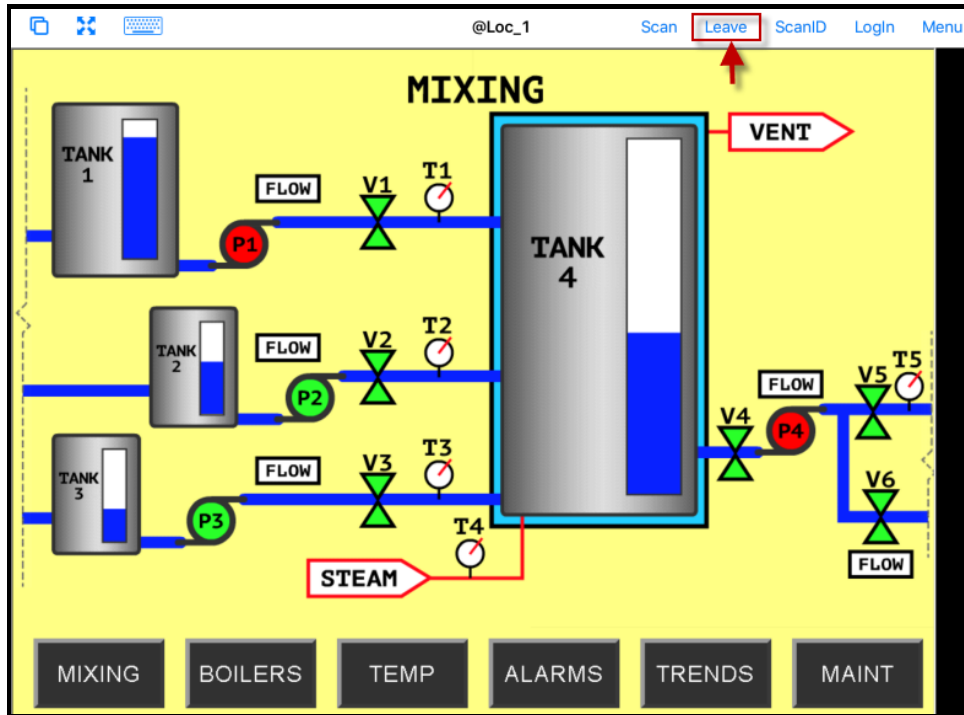 @Loc_1 Scan Leave ScanID LogIn Menu
MIXING
VENT
TANK
1
FLOW
V1
T1
P1
TANK
4
TANK
2
FLOW
V2
T2
P2
TANK
3
FLOW
V3
T3
P3
T4
STEAM
V4
FLOW
P4
V5
T5
V6
FLOW
MIXING BOILERS TEMP ALARMS TRENDS MAINT